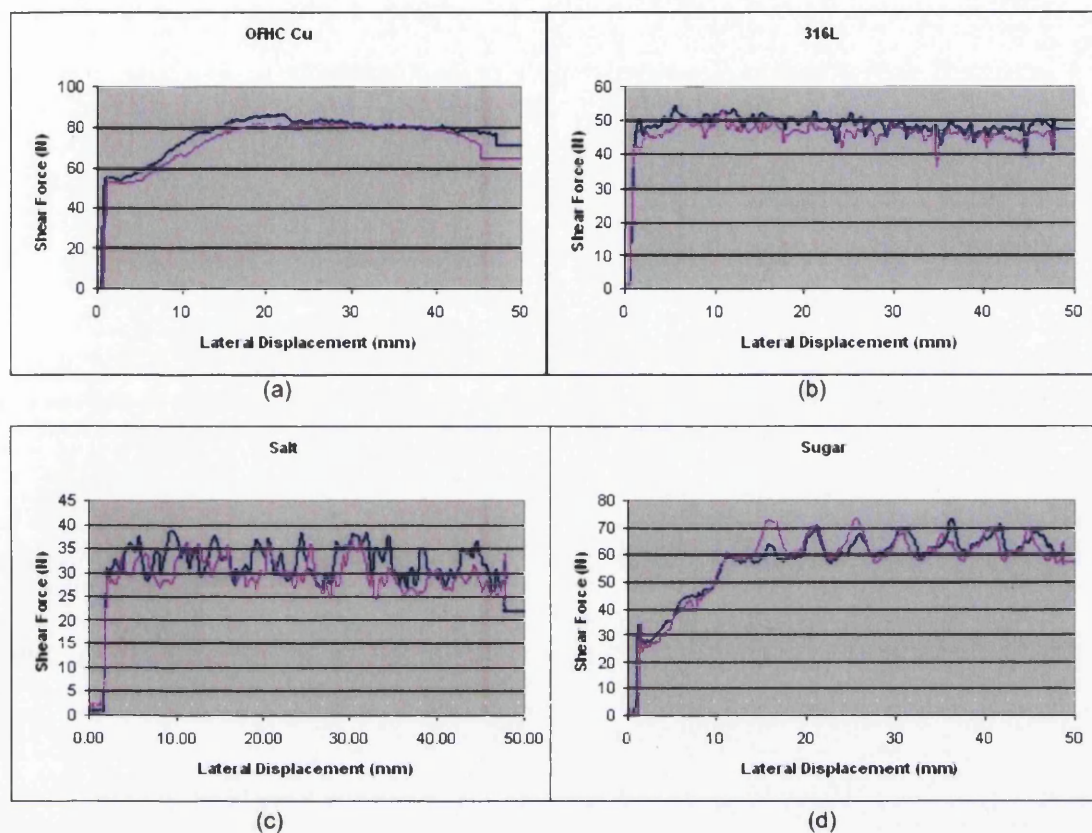 OFHC Cu
100
80
60
40
20
0
Shear Force (N)
0 10 20 30 40 50
Lateral Displacement (mm)
(a)
316L
60
50
40
30
20
10
0
Shear Force (N)
0 10 20 30 40 50
Lateral Displacement (mm)
(b)
Salt
45
40
35
30
25
20
15
10
5
0
Shear Force (N)
0.00 10.00 20.00 30.00 40.00 50.00
Lateral Displacement (mm)
(c)
Sugar
80
70
60
50
40
30
20
10
0
Shear Force (N)
0 10 20 30 40 50
Lateral Displacement (mm)
(d)